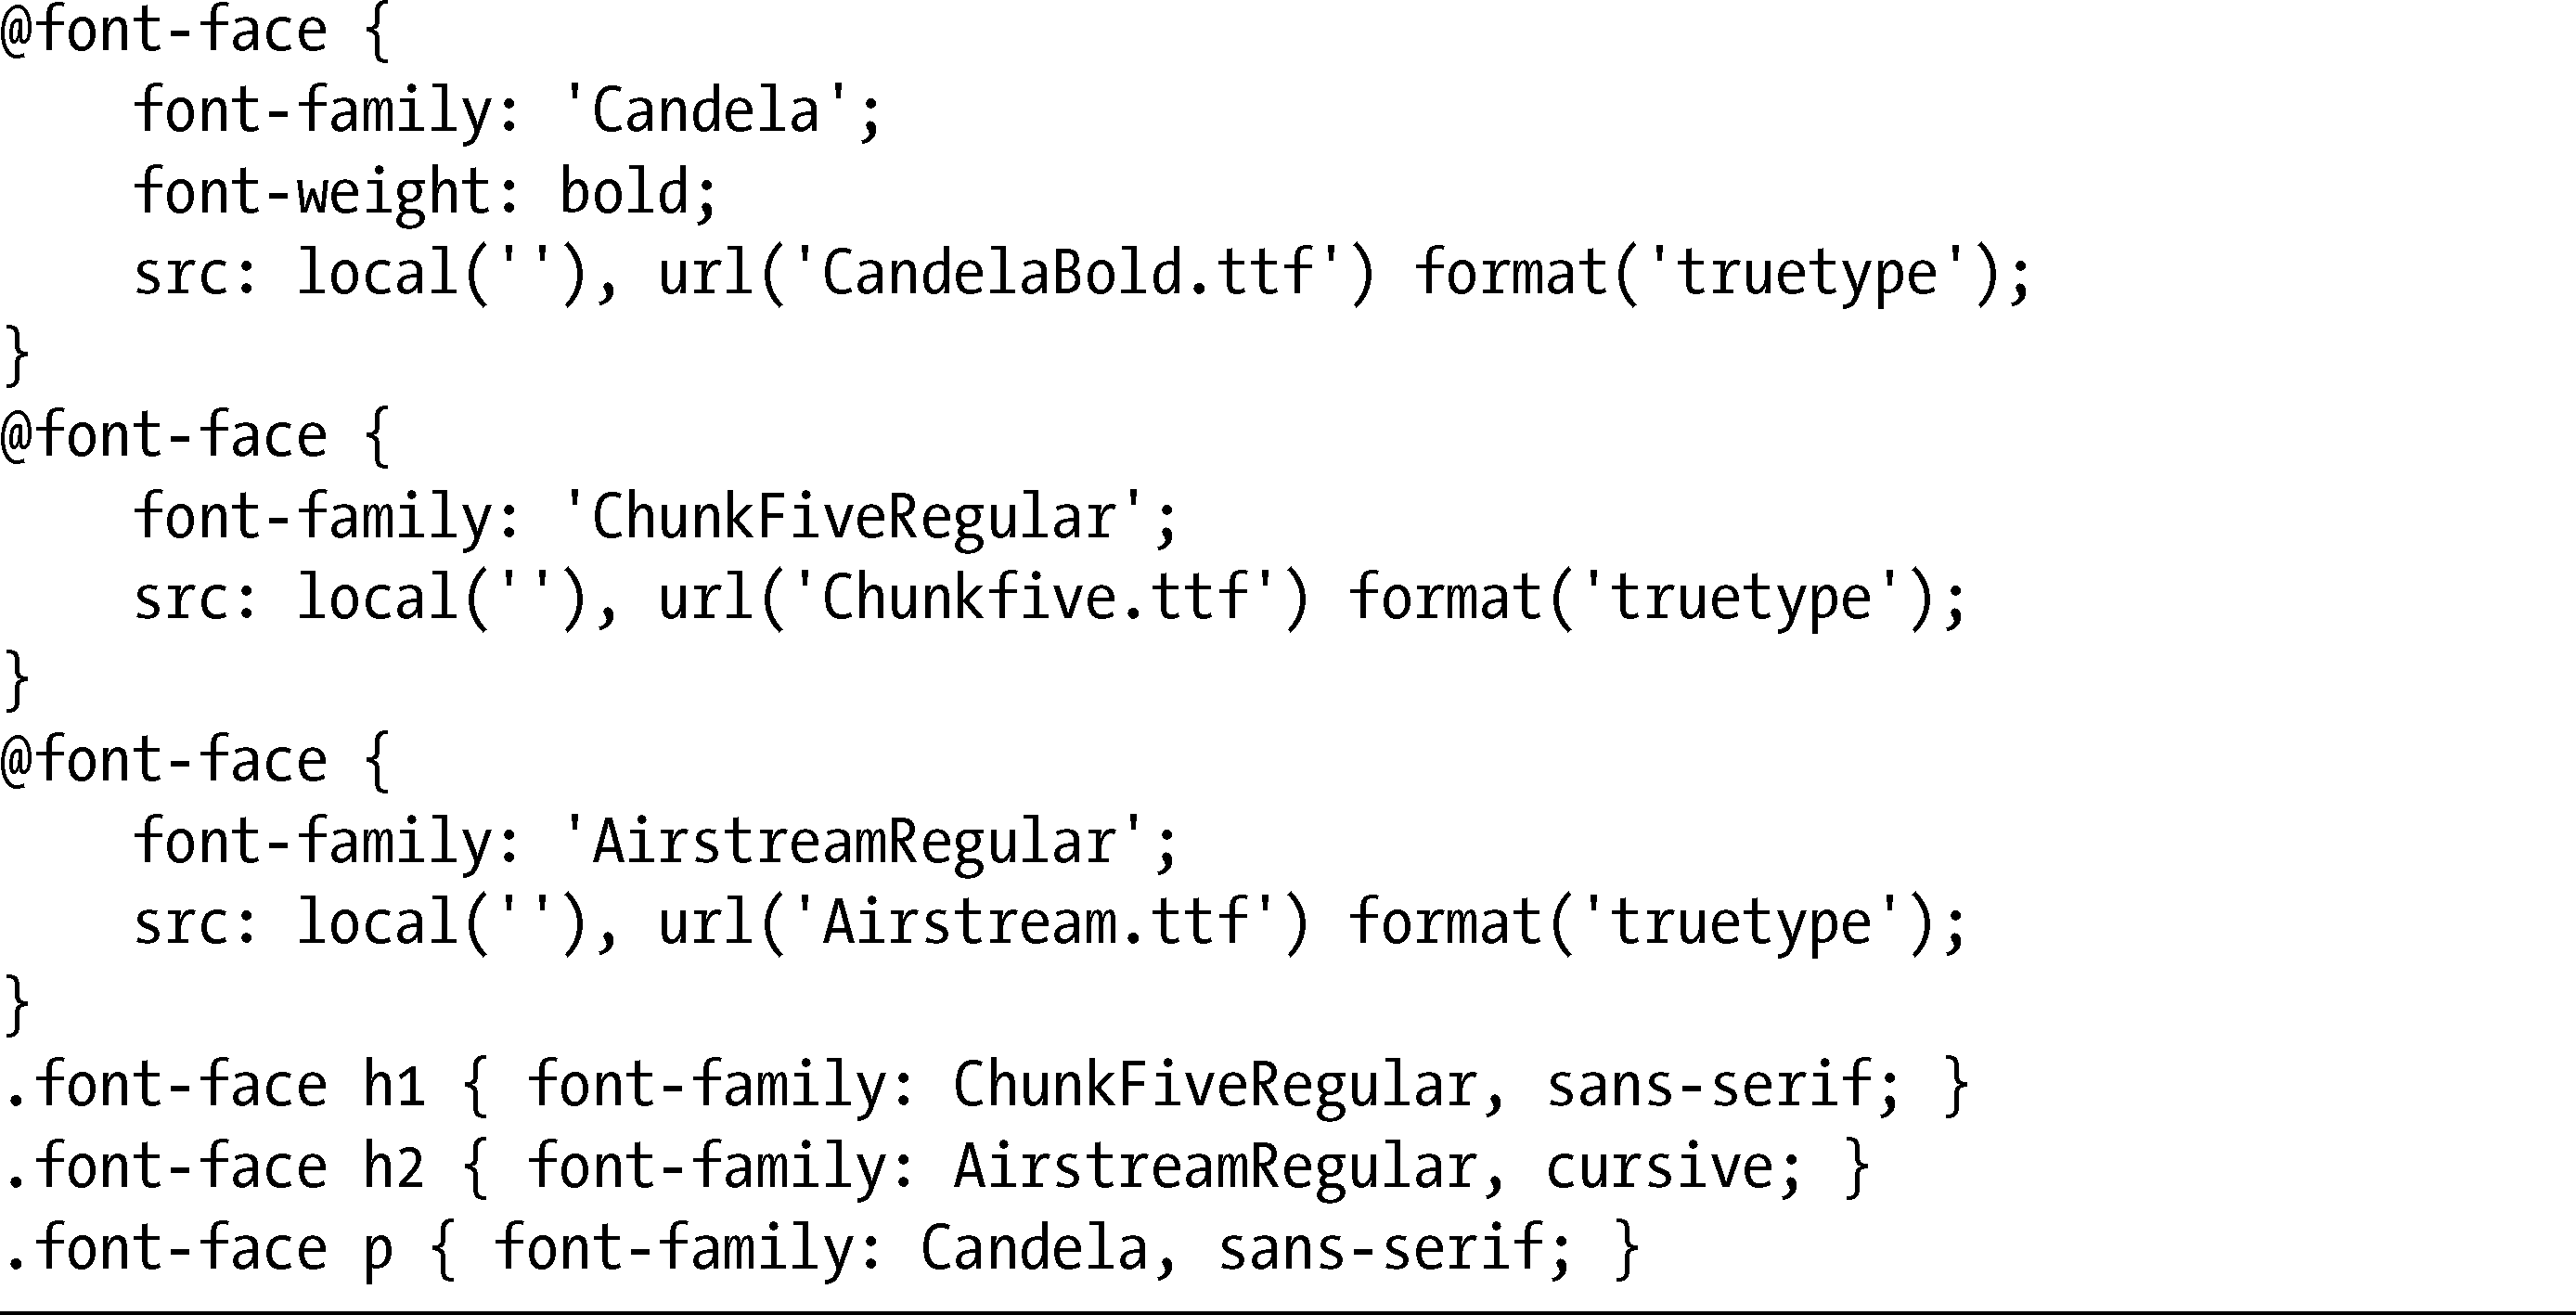 @font-face {
    font-family: 'Candela';
    font-weight: bold;
    src: local(''), url('CandelaBold.ttf') format('truetype');
}
@font-face {
    font-family: 'ChunkFiveRegular';
    src: local(''), url('Chunkfive.ttf') format('truetype');
}
@font-face {
    font-family: 'AirstreamRegular';
    src: local(''), url('Airstream.ttf') format('truetype');
}
.font-face h1 { font-family: ChunkFiveRegular, sans-serif; }
.font-face h2 { font-family: AirstreamRegular, cursive; }
.font-face p { font-family: Candela, sans-serif; }